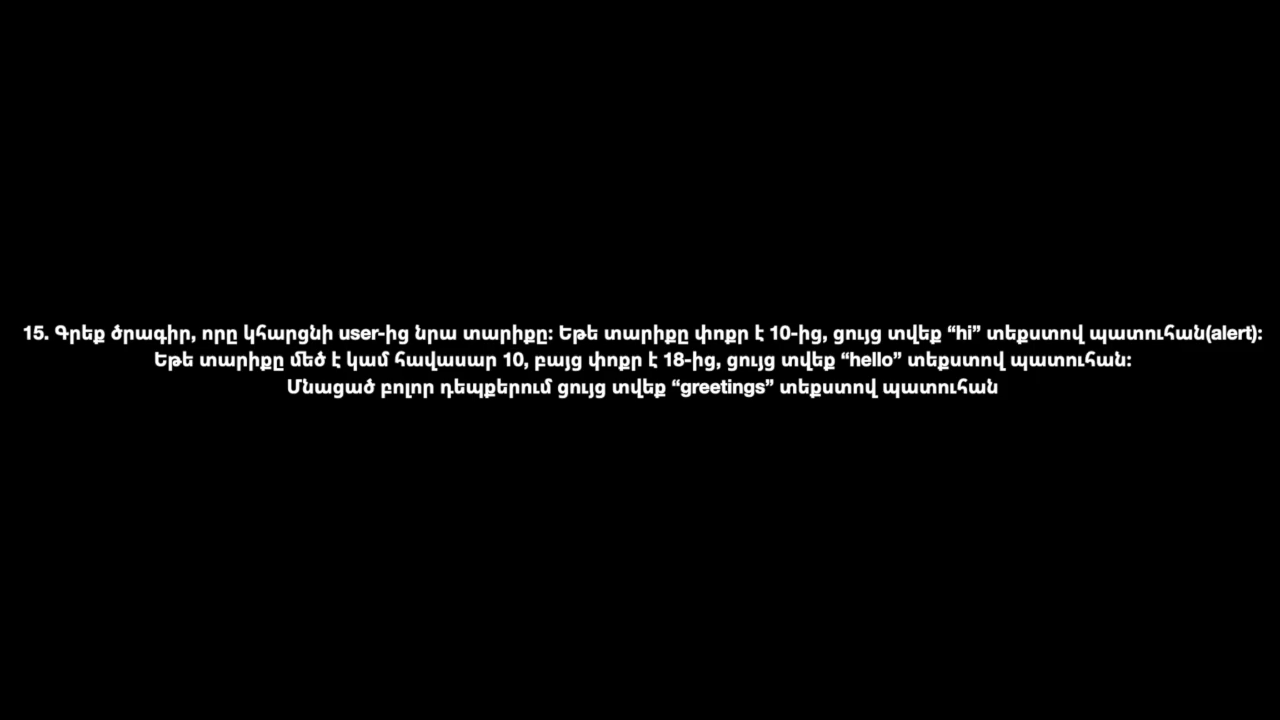 15. Գրեք ծրագիր, որը կհարցնի user-ից նրա տարիքը: Եթե տարիքը փոքր է 10-ից, ցույց տվեք “hi” տեքստով պատուհան(alert):
Եթե տարիքը մեծ է կամ հավասար 10, բայց փոքր է 18-ից, ցույց տվեք “hello” տեքստով պատուհան:
Մնացած բոլոր դեպքերում ցույց տվեք “greetings” տեքստով պատուհան